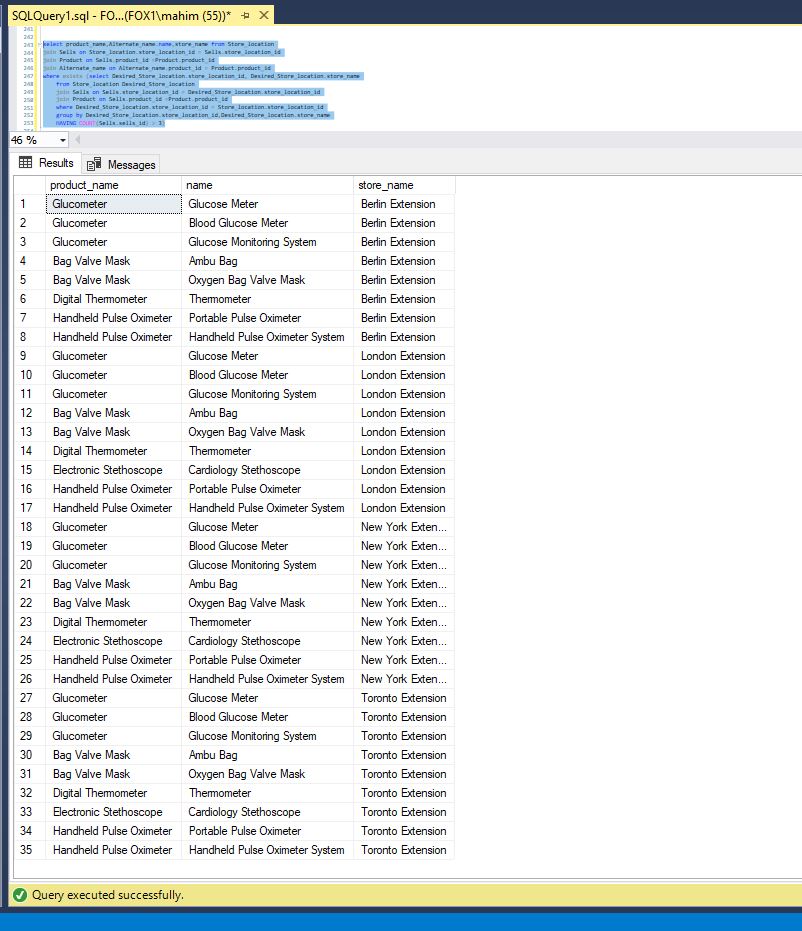 SQLQuery1.sql - FO...(FOX1\mahim (55))*
241
242
243 select product_name,Alternate_name.name,store_name from Store_location
244 join Sells on Store_location.store_location_id = Sells.store_location_id
245 join Product on Sells.product_id =Product.product_id
246 join Alternate_name on Alternate_name.product_id = Product.product_id
247 where exists (select Desired_Store_location.store_location_id, Desired_Store_location.store_name
248 from Store_location Desired_Store_location
249 join Sells on Sells.store_location_id = Desired_Store_location.store_location_id
250 join Product on Sells.product_id =Product.product_id
251 where Desired_Store_location.store_location_id = Store_location.store_location_id
252 group by Desired_Store_location.store_location_id,Desired_Store_location.store_name
253 HAVING COUNT(Sells.sells_id) > 3)
46 %
Results Messages
product_name name store_name
1 Glucometer Glucose Meter Berlin Extension
2 Glucometer Blood Glucose Meter Berlin Extension
3 Glucometer Glucose Monitoring System Berlin Extension
4 Bag Valve Mask Ambu Bag Berlin Extension
5 Bag Valve Mask Oxygen Bag Valve Mask Berlin Extension
6 Digital Thermometer Thermometer Berlin Extension
7 Handheld Pulse Oximeter Portable Pulse Oximeter Berlin Extension
8 Handheld Pulse Oximeter Handheld Pulse Oximeter System Berlin Extension
9 Glucometer Glucose Meter London Extension
10 Glucometer Blood Glucose Meter London Extension
11 Glucometer Glucose Monitoring System London Extension
12 Bag Valve Mask Ambu Bag London Extension
13 Bag Valve Mask Oxygen Bag Valve Mask London Extension
14 Digital Thermometer Thermometer London Extension
15 Electronic Stethoscope Cardiology Stethoscope London Extension
16 Handheld Pulse Oximeter Portable Pulse Oximeter London Extension
17 Handheld Pulse Oximeter Handheld Pulse Oximeter System London Extension
18 Glucometer Glucose Meter New York Exten...
19 Glucometer Blood Glucose Meter New York Exten...
20 Glucometer Glucose Monitoring System New York Exten...
21 Bag Valve Mask Ambu Bag New York Exten...
22 Bag Valve Mask Oxygen Bag Valve Mask New York Exten...
23 Digital Thermometer Thermometer New York Exten...
24 Electronic Stethoscope Cardiology Stethoscope New York Exten...
25 Handheld Pulse Oximeter Portable Pulse Oximeter New York Exten...
26 Handheld Pulse Oximeter Handheld Pulse Oximeter System New York Exten...
27 Glucometer Glucose Meter Toronto Extension
28 Glucometer Blood Glucose Meter Toronto Extension
29 Glucometer Glucose Monitoring System Toronto Extension
30 Bag Valve Mask Ambu Bag Toronto Extension
31 Bag Valve Mask Oxygen Bag Valve Mask Toronto Extension
32 Digital Thermometer Thermometer Toronto Extension
33 Electronic Stethoscope Cardiology Stethoscope Toronto Extension
34 Handheld Pulse Oximeter Portable Pulse Oximeter Toronto Extension
35 Handheld Pulse Oximeter Handheld Pulse Oximeter System Toronto Extension
Query executed successfully.